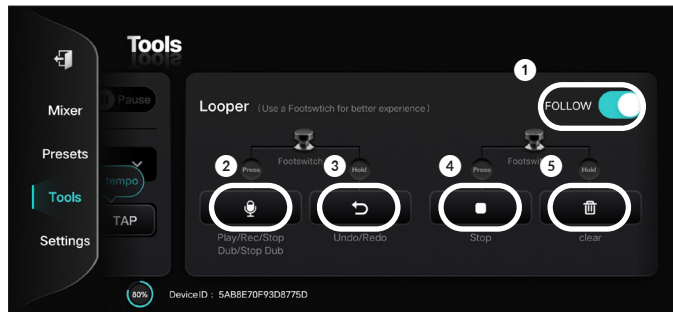 Tools
1
Mixer
Pause
Looper (Use a Footswtich for better experience)
FOLLOW
Presets
2 Press Footswitch 3 Hold 4 Press 5 Hold
tempo
Tools
TAP
Settings
Play/Rec/Stop
Dub/Stop Dub
Undo/Redo
Stop
clear
80% DeviceID : 5AB8E70F93D8775D